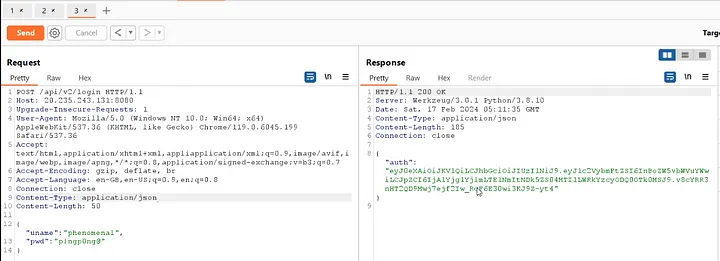 1 × 2 × 3 × +
Send Cancel < > Targe
Request
Pretty Raw Hex \n
1 POST /api/v2/login HTTP/1.1
2 Host: 20.235.243.131:8080
3 Upgrade-Insecure-Requests: 1
4 User-Agent: Mozilla/5.0 (Windows NT 10.0; Win64; x64)
AppleWebKit/537.36 (KHTML, like Gecko) Chrome/119.0.6045.199
Safari/537.36
5 Accept:
text/html,application/xhtml+xml,application/xml;q=0.9,image/avif,i
mage/webp,image/apng,*/*;q=0.8,application/signed-exchange;v=b3;q=0.7
6 Accept-Encoding: gzip, deflate, br
7 Accept-Language: en-GB,en-US;q=0.9,en;q=0.8
8 Connection: close
9 Content-Type: application/json
10 Content-Length: 50
11
12 {
"uname":"phenomenal",
13 "pwd":"p1ngp0ng@"
14 }
Response
Pretty Raw Hex Render \n
1 HTTP/1.1 200 OK
2 Server: Werkzeug/3.0.1 Python/3.8.10
3 Date: Sat, 17 Feb 2024 05:11:35 GMT
4 Content-Type: application/json
5 Content-Length: 185
6 Connection: close
7
8 {
"auth":
}
9